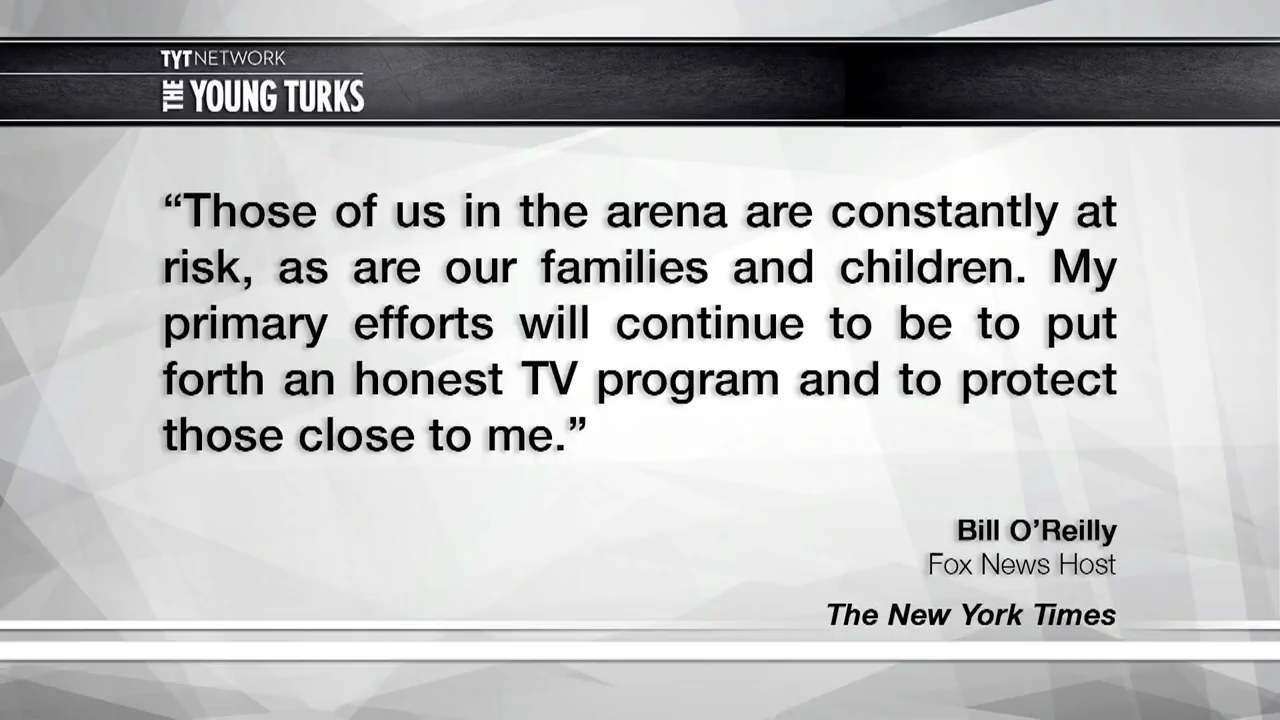 TYT NETWORK
THE YOUNG TURKS
“Those of us in the arena are constantly at
risk, as are our families and children. My
primary efforts will continue to be to put
forth an honest TV program and to protect
those close to me.”
Bill O’Reilly
Fox News Host
The New York Times